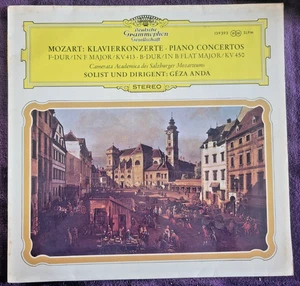 Deutsche
Grammophon
Gesellschaft
MOZART: KLAVIERKONZERTE · PIANO CONCERTOS
F-DUR/IN F MAJOR/KV 413 · B-DUR/IN B FLAT MAJOR/KV 450
Camerata Academica des Salzburger Mozarteums
SOLIST UND DIRIGENT: GÉZA ANDA
STEREO